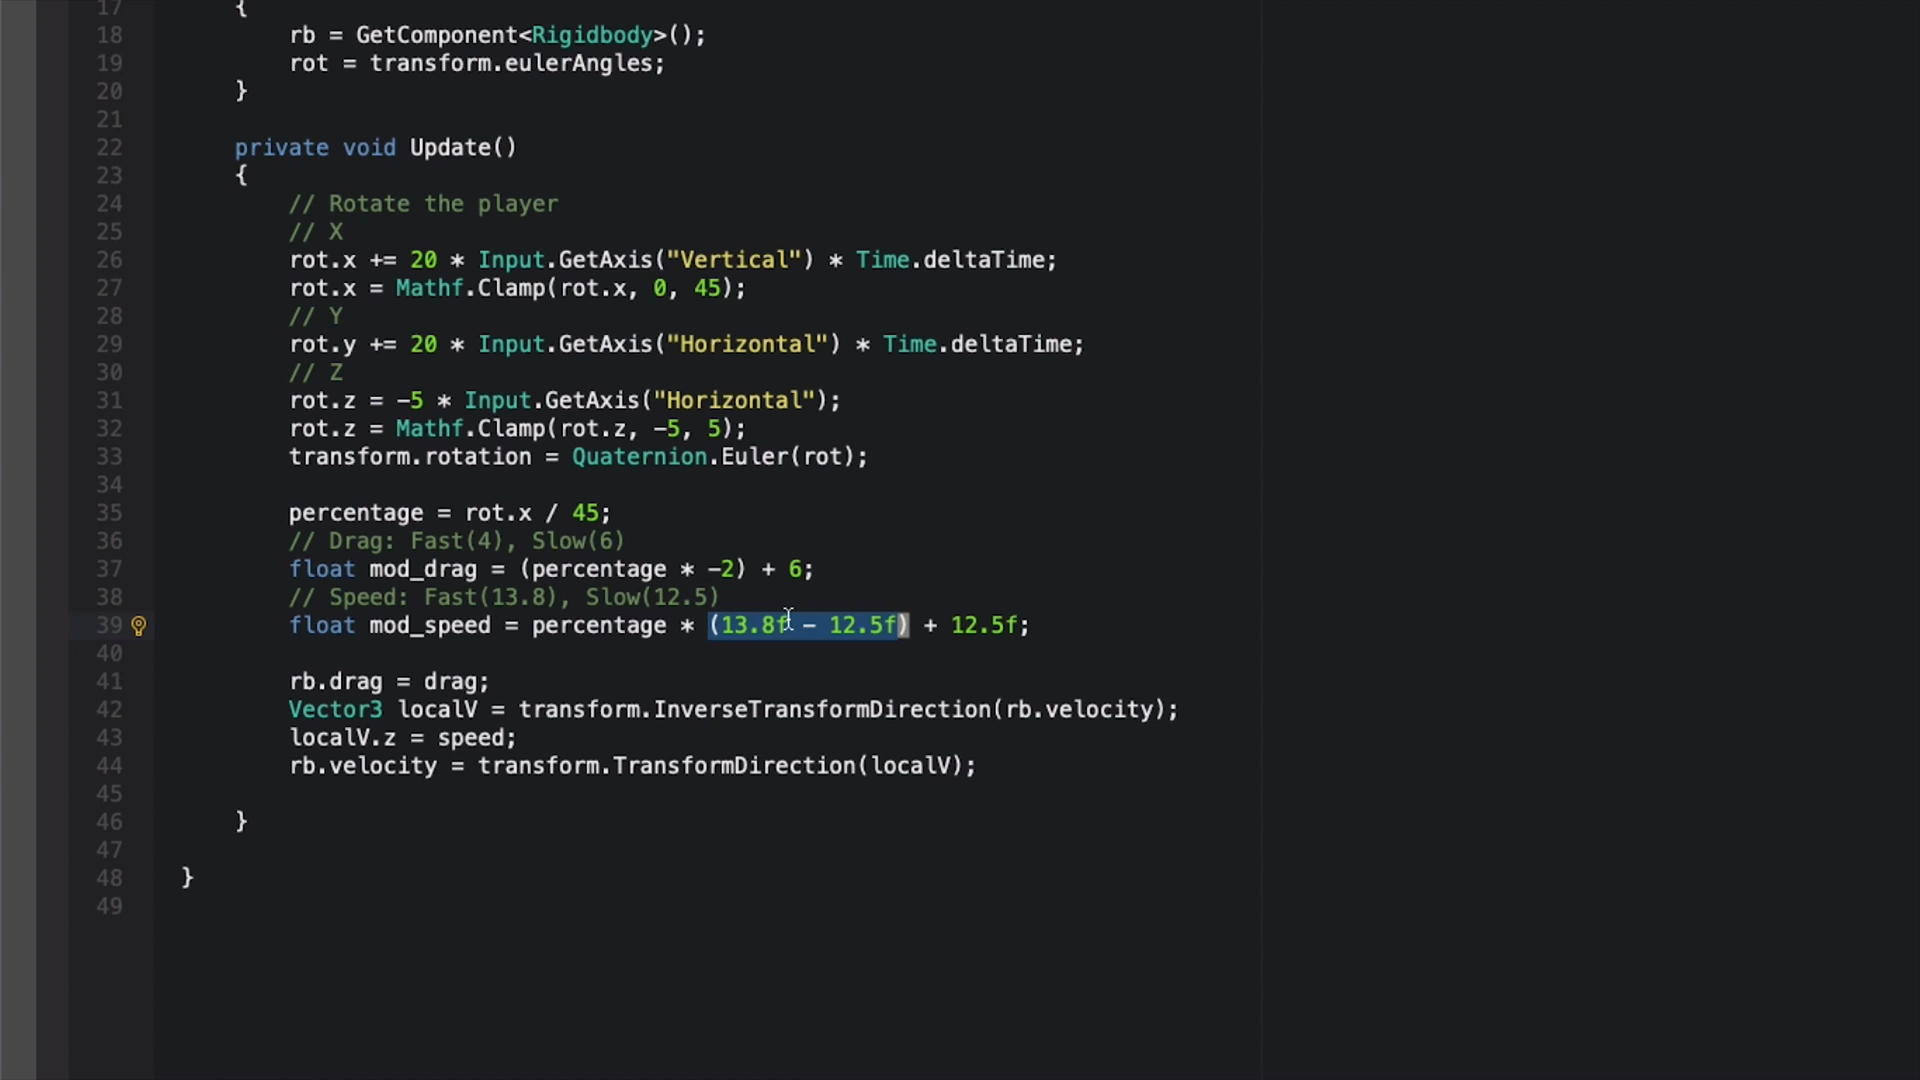 17 {
18 rb = GetComponent<Rigidbody>();
19 rot = transform.eulerAngles;
20 }
21
22 private void Update()
23 {
24 // Rotate the player
25 // X
26 rot.x += 20 * Input.GetAxis("Vertical") * Time.deltaTime;
27 rot.x = Mathf.Clamp(rot.x, 0, 45);
28 // Y
29 rot.y += 20 * Input.GetAxis("Horizontal") * Time.deltaTime;
30 // Z
31 rot.z = -5 * Input.GetAxis("Horizontal");
32 rot.z = Mathf.Clamp(rot.z, -5, 5);
33 transform.rotation = Quaternion.Euler(rot);
34
35 percentage = rot.x / 45;
36 // Drag: Fast(4), Slow(6)
37 float mod_drag = (percentage * -2) + 6;
38 // Speed: Fast(13.8), Slow(12.5)
39 float mod_speed = percentage * (13.8f - 12.5f) + 12.5f;
40
41 rb.drag = drag;
42 Vector3 localV = transform.InverseTransformDirection(rb.velocity);
43 localV.z = speed;
44 rb.velocity = transform.TransformDirection(localV);
45
46 }
47
48 }
49